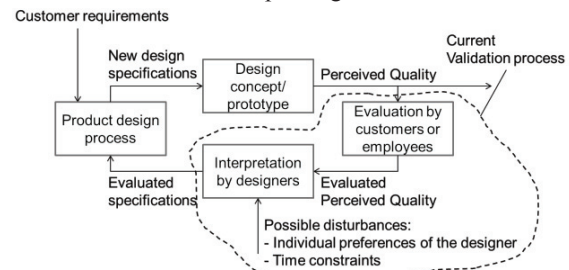 Customer requirements
Current
Validation process
New design
specifications
Design
concept/
prototype
Perceived Quality
Product design
process
Evaluation by
customers or
employees
Interpretation
by designers
Evaluated
specifications
Evaluated
Perceived Quality
Possible disturbances:
- Individual preferences of the designer
- Time constraints